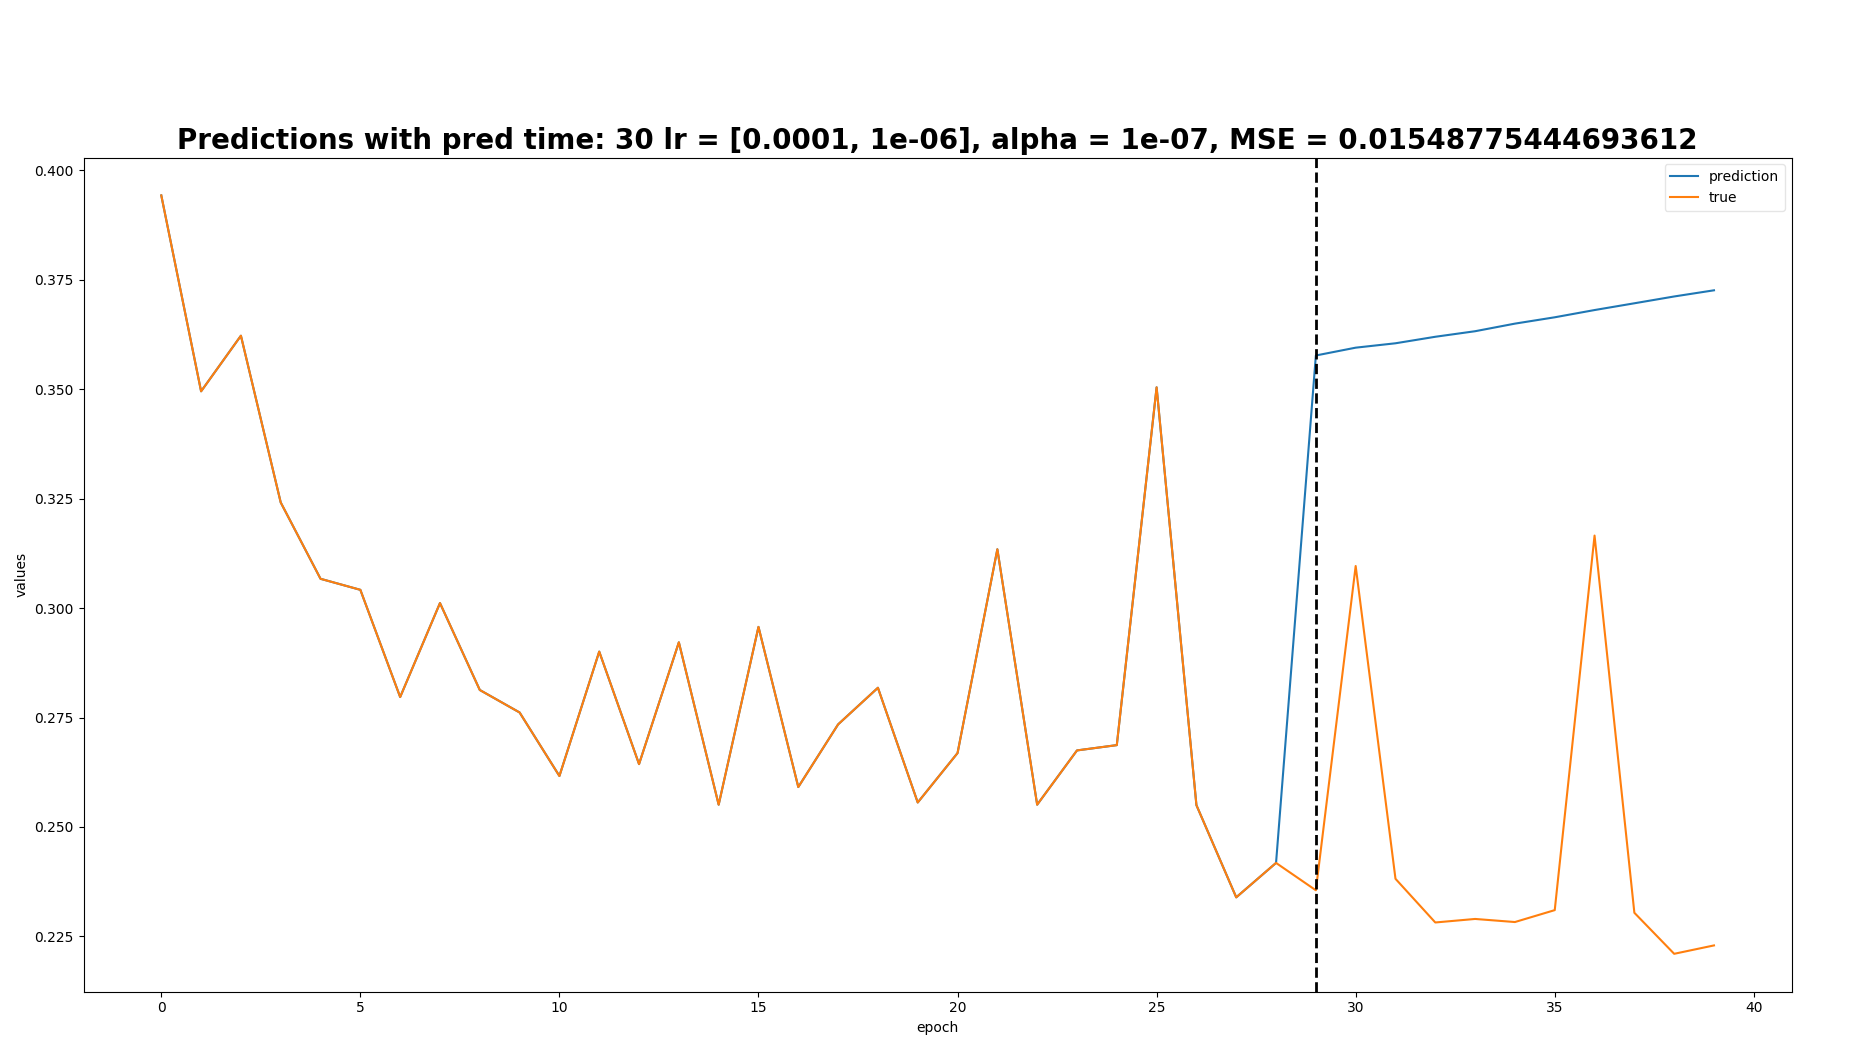 Predictions with pred time: 30 lr = [0.0001, 1e-06], alpha = 1e-07, MSE = 0.01548775444693612
prediction
true
0.400
0.375
0.350
0.325
0.300
0.275
0.250
0.225
values
0 5 10 15 20 25 30 35 40
epoch